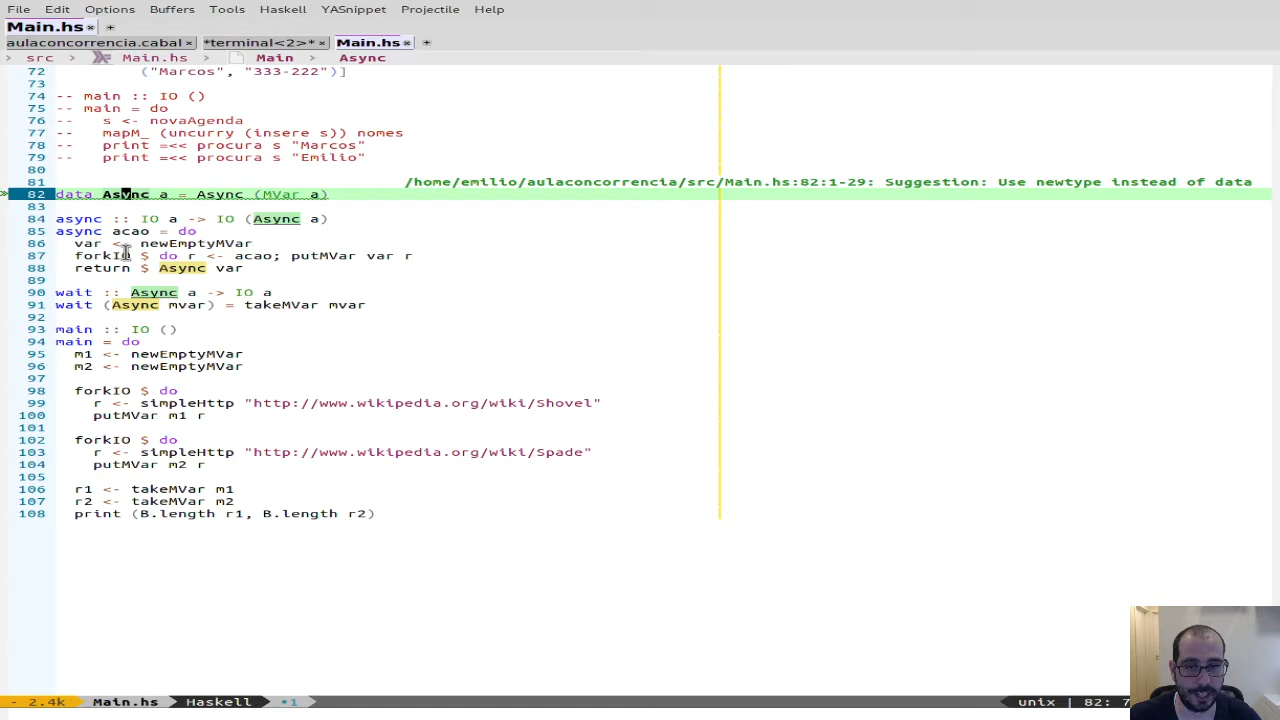 File Edit Options Buffers Tools Haskell YASnippet Projectile Help
Main.hs × +
aulaconcorrencia.cabal × *terminal<2>* × Main.hs × +
> src > Main.hs > Main > Async
72 ("Marcos", "333-222")]
73
74 -- main :: IO ()
75 -- main = do
76 --   s <- novaAgenda
77 --   mapM_ (uncurry (insere s)) nomes
78 --   print =<< procura s "Marcos"
79 --   print =<< procura s "Emilio"
80
81 /home/emilio/aulaconcorrencia/src/Main.hs:82:1-29: Suggestion: Use newtype instead of data
82 data Async a = Async (MVar a)
83
84 async :: IO a -> IO (Async a)
85 async acao = do
86   var <- newEmptyMVar
87   forkIO $ do r <- acao; putMVar var r
88   return $ Async var
89
90 wait :: Async a -> IO a
91 wait (Async mvar) = takeMVar mvar
92
93 main :: IO ()
94 main = do
95   m1 <- newEmptyMVar
96   m2 <- newEmptyMVar
97
98   forkIO $ do
99     r <- simpleHttp "http://www.wikipedia.org/wiki/Shovel"
100     putMVar m1 r
101
102   forkIO $ do
103     r <- simpleHttp "http://www.wikipedia.org/wiki/Spade"
104     putMVar m2 r
105
106   r1 <- takeMVar m1
107   r2 <- takeMVar m2
108   print (B.length r1, B.length r2)
- 2.4k Main.hs Haskell •1 unix | 82: 7